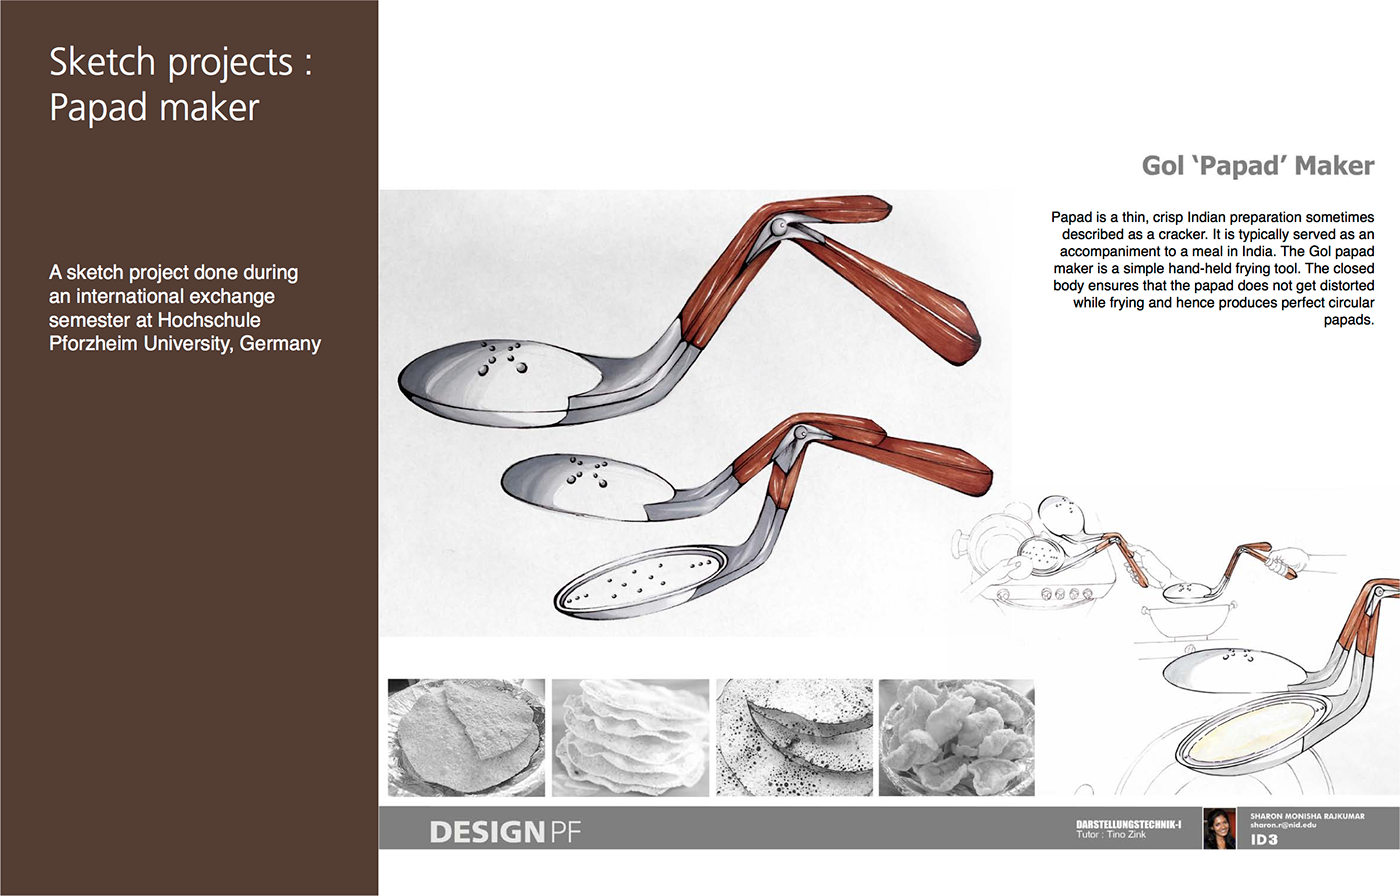 Sketch projects :
Papad maker
A sketch project done during
an international exchange
semester at Hochschule
Pforzheim University, Germany
Gol ‘Papad’ Maker
Papad is a thin, crisp Indian preparation sometimes
described as a cracker. It is typically served as an
accompaniment to a meal in India. The Gol papad
maker is a simple hand-held frying tool. The closed
body ensures that the papad does not get distorted
while frying and hence produces perfect circular
papads.
DESIGN PF
DARSTELLUNGSTECHNIK-I
Tutor : Tino Zink
SHARON MONISHA RAJKUMAR
sharon.r@nid.edu
ID3